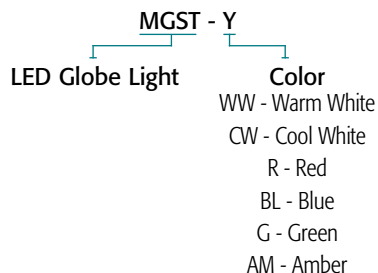 MGST - Y
LED Globe Light
Color
WW - Warm White
CW - Cool White
R - Red
BL - Blue
G - Green
AM - Amber